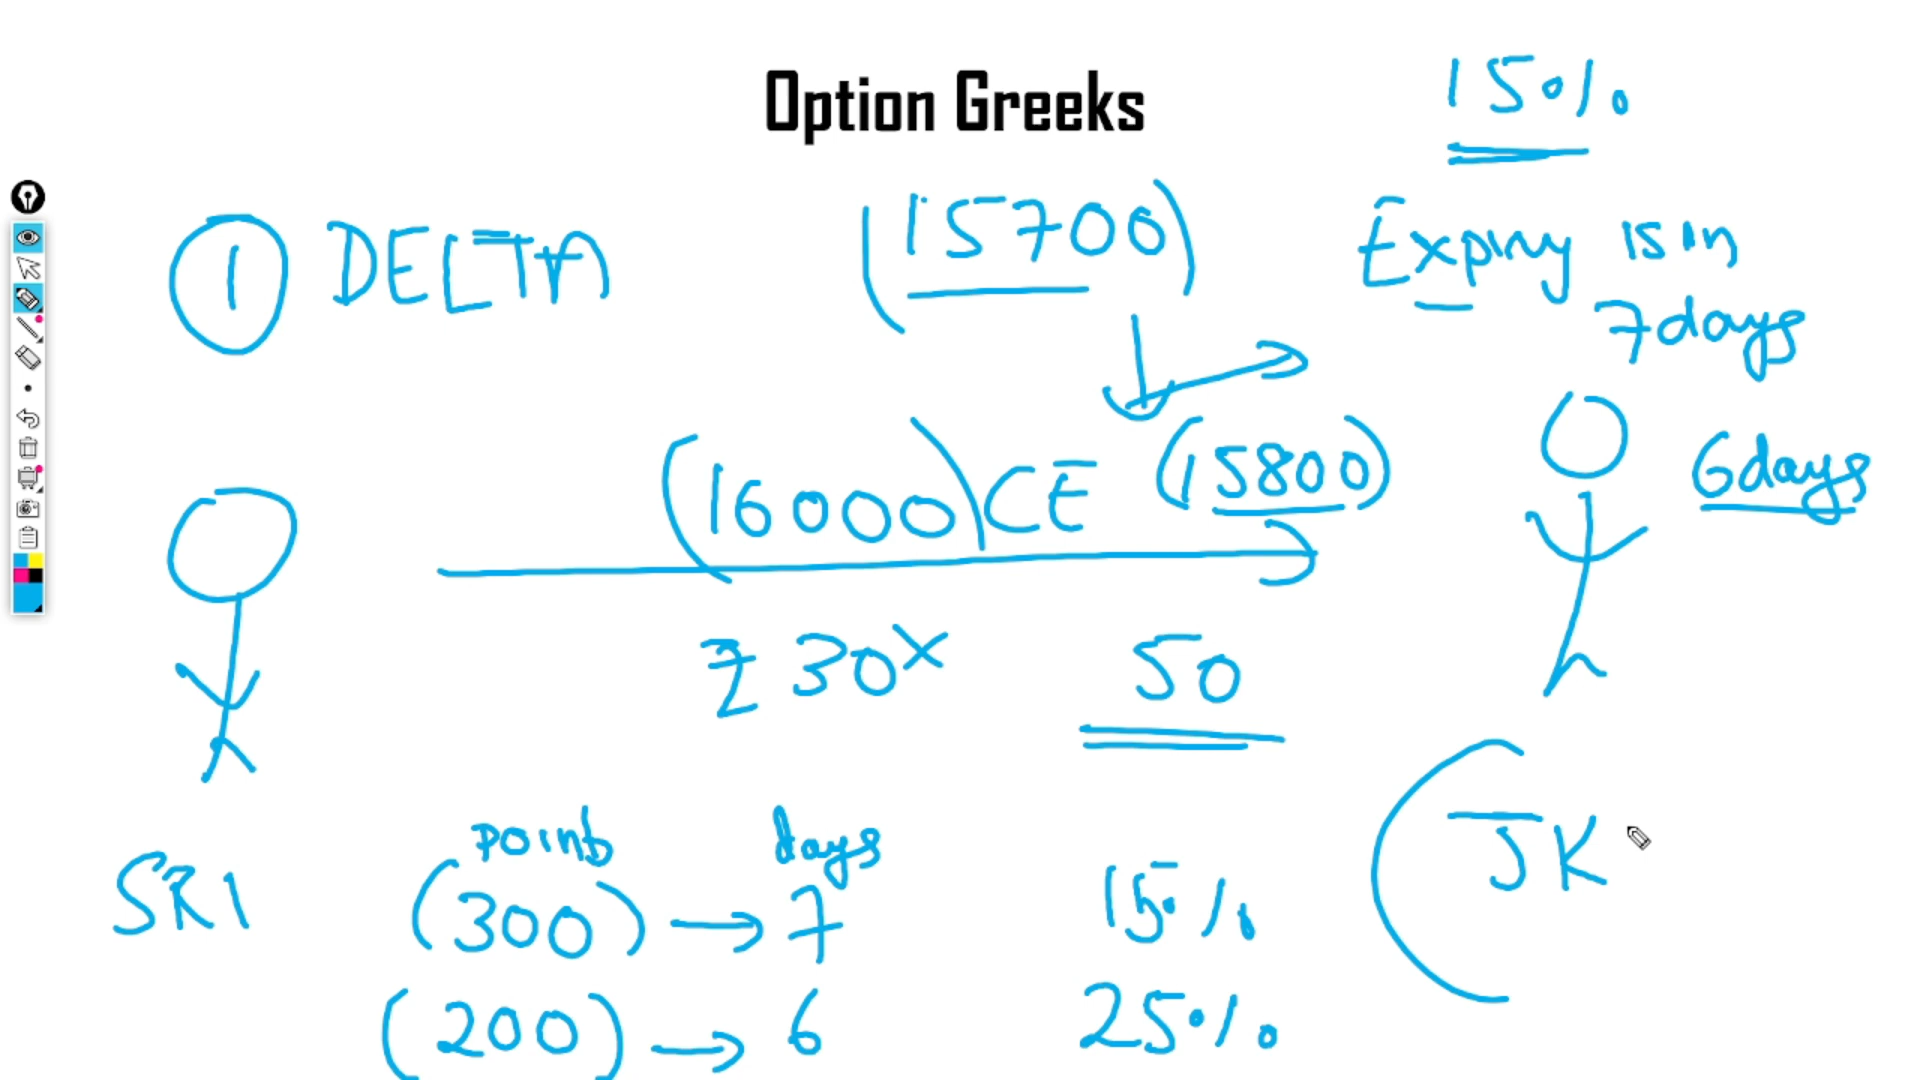 Option Greeks
15%
1 DELTA
(15700)
Expiry is in
7days
(16000) CE (15800)
6days
₹ 30x 50
SRI
points days
(300) → 7 15%
(200) → 6 25%
JK